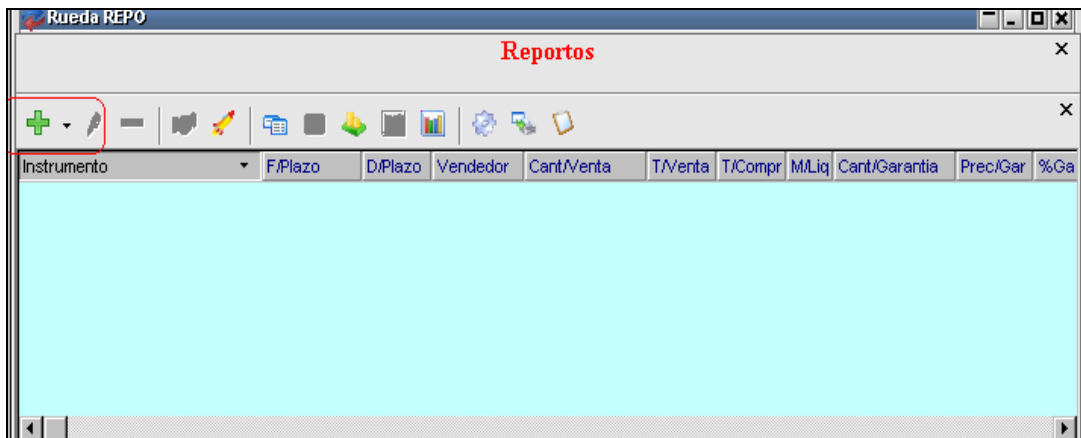 Rueda REPO
Reportos
Instrumento F/Plazo D/Plazo Vendedor Cant/Venta T/Venta T/Compr M/Liq Cant/Garantia Prec/Gar %Ga